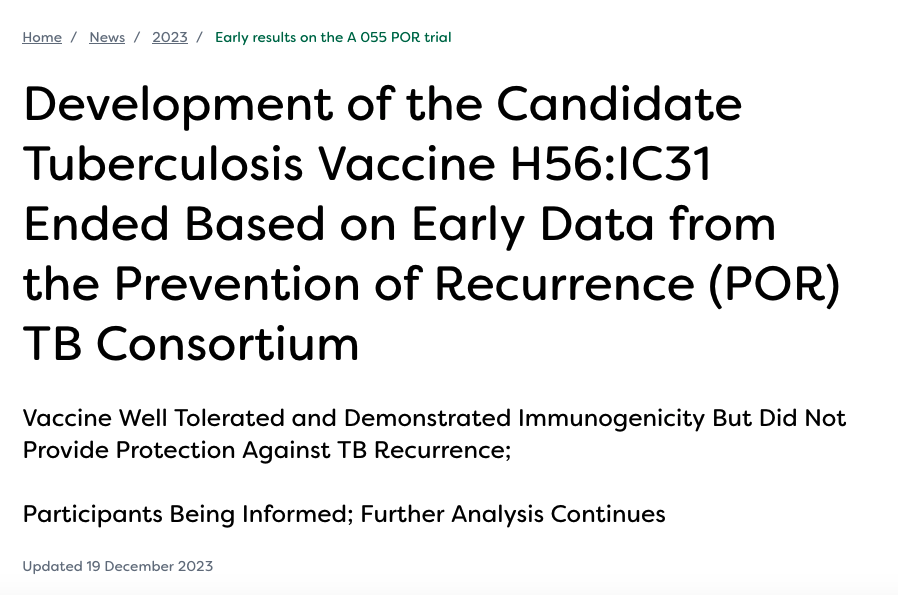 Home / News / 2023 / Early results on the A 055 POR trial
Development of the Candidate
Tuberculosis Vaccine H56:IC31
Ended Based on Early Data from
the Prevention of Recurrence (POR)
TB Consortium
Vaccine Well Tolerated and Demonstrated Immunogenicity But Did Not
Provide Protection Against TB Recurrence;
Participants Being Informed; Further Analysis Continues
Updated 19 December 2023